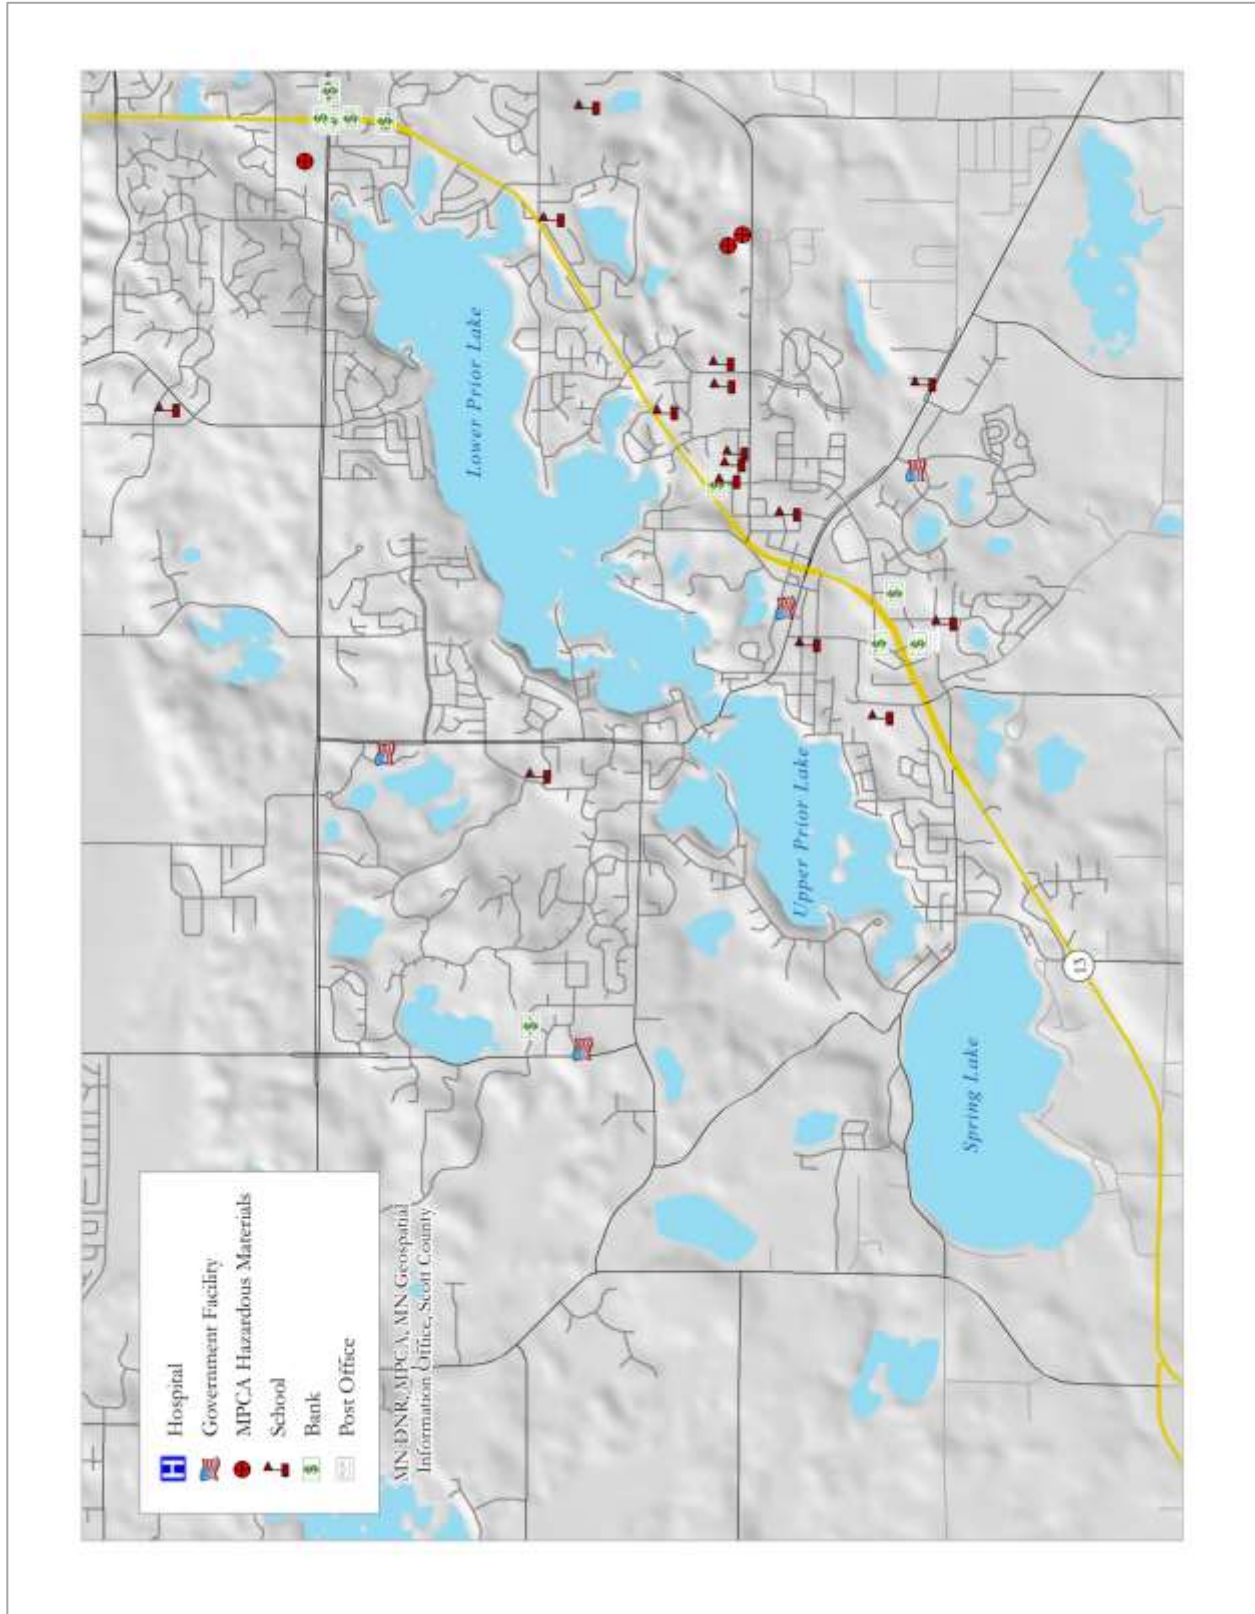 Lower Prior Lake
Upper Prior Lake
Spring Lake
13
Hospital
Government Facility
MPCA Hazardous Materials
School
Bank
Post Office
MN DNR, MPCA, MN Geospatial
Information Office, Scott County